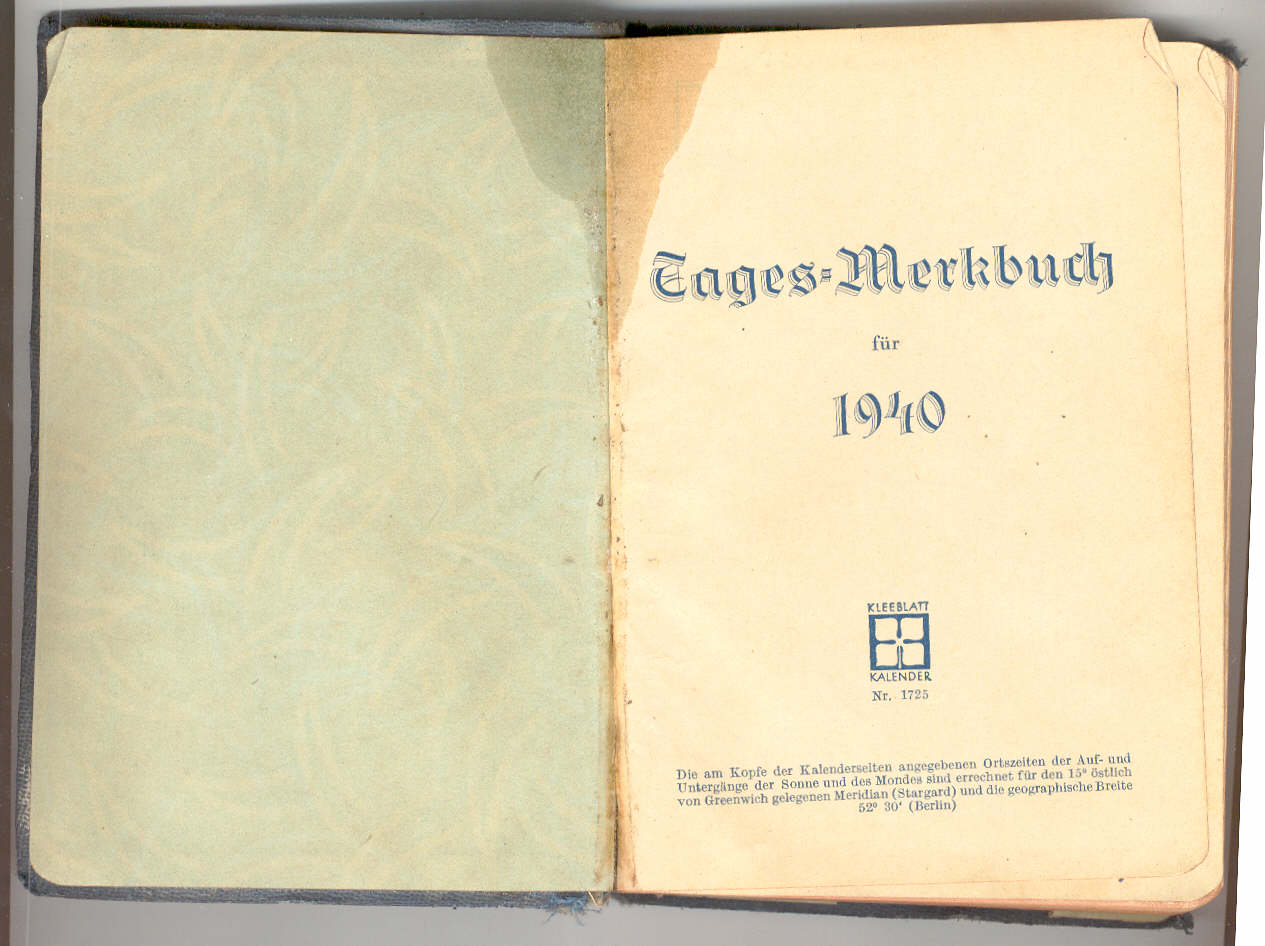 Tages-Merkbuch
für
1940
KLEEBLATT
KALENDER
Nr. 1725
Die am Kopfe der Kalenderseiten angegebenen Ortszeiten der Auf- und
Untergänge der Sonne und des Mondes sind errechnet für den 15° östlich
von Greenwich gelegenen Meridian (Stargard) und die geographische Breite
52° 30' (Berlin)